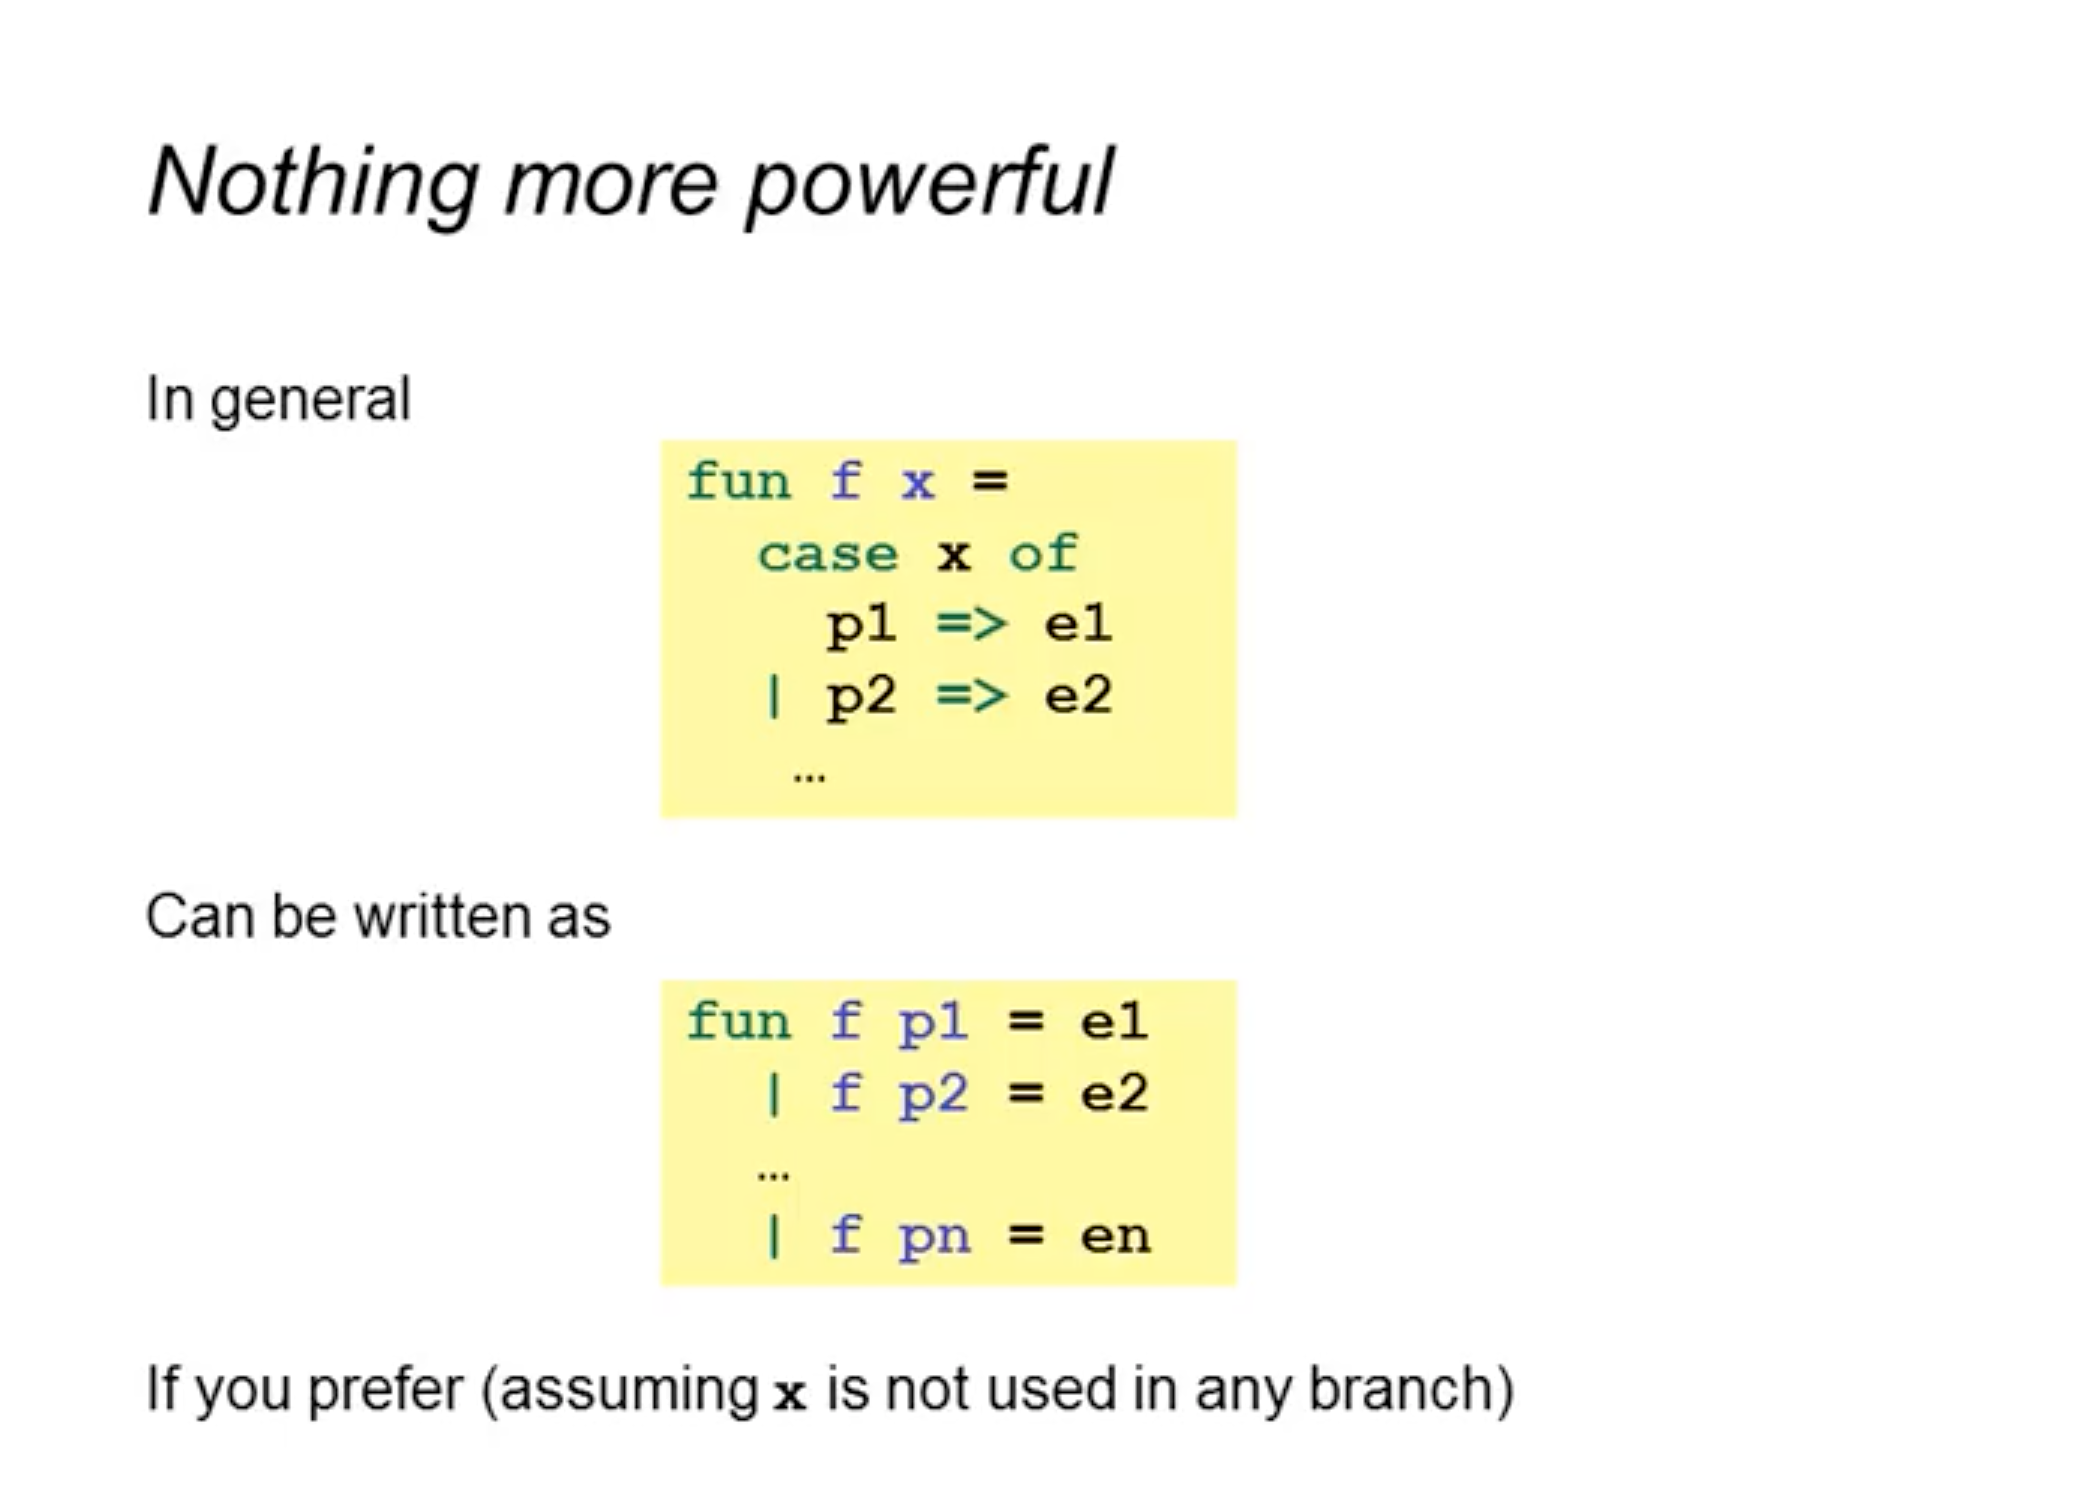 Nothing more powerful
In general
fun f x =
case x of
p1 => e1
| p2 => e2
…
Can be written as
fun f p1 = e1
| f p2 = e2
…
| f pn = en
If you prefer (assuming x is not used in any branch)